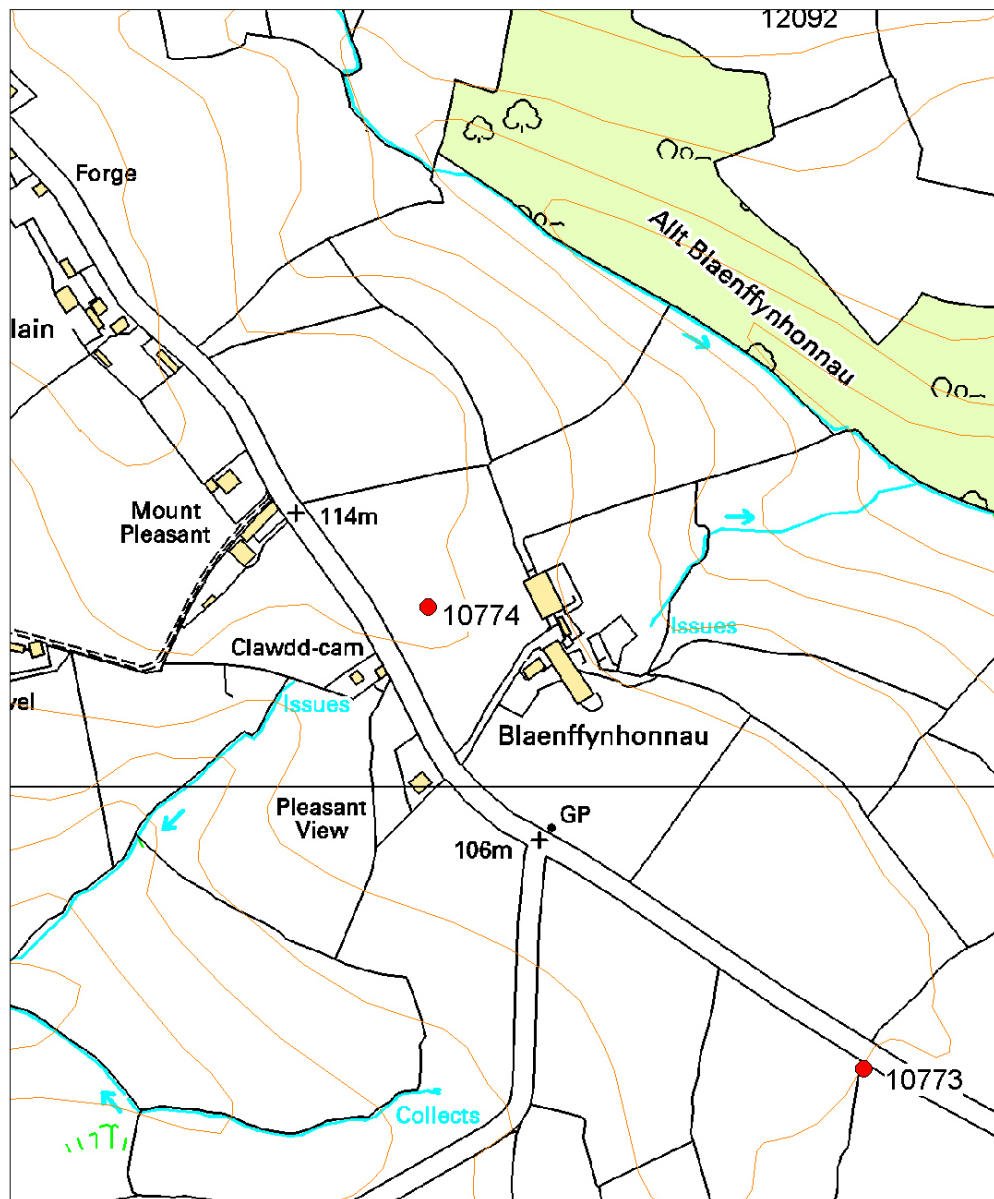 12092
Forge
Allt Blaenffynhonnau
lain
Mount
Pleasant
114m
10774
Issues
Clawdd-cam
vel
Issues
Blaenffynhonnau
Pleasant
View
GP
106m
10773
Collects